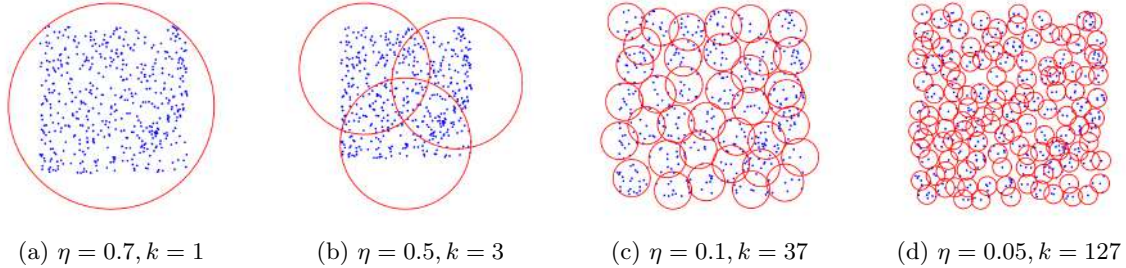 (a) η = 0.7, k = 1
(b) η = 0.5, k = 3
(c) η = 0.1, k = 37
(d) η = 0.05, k = 127